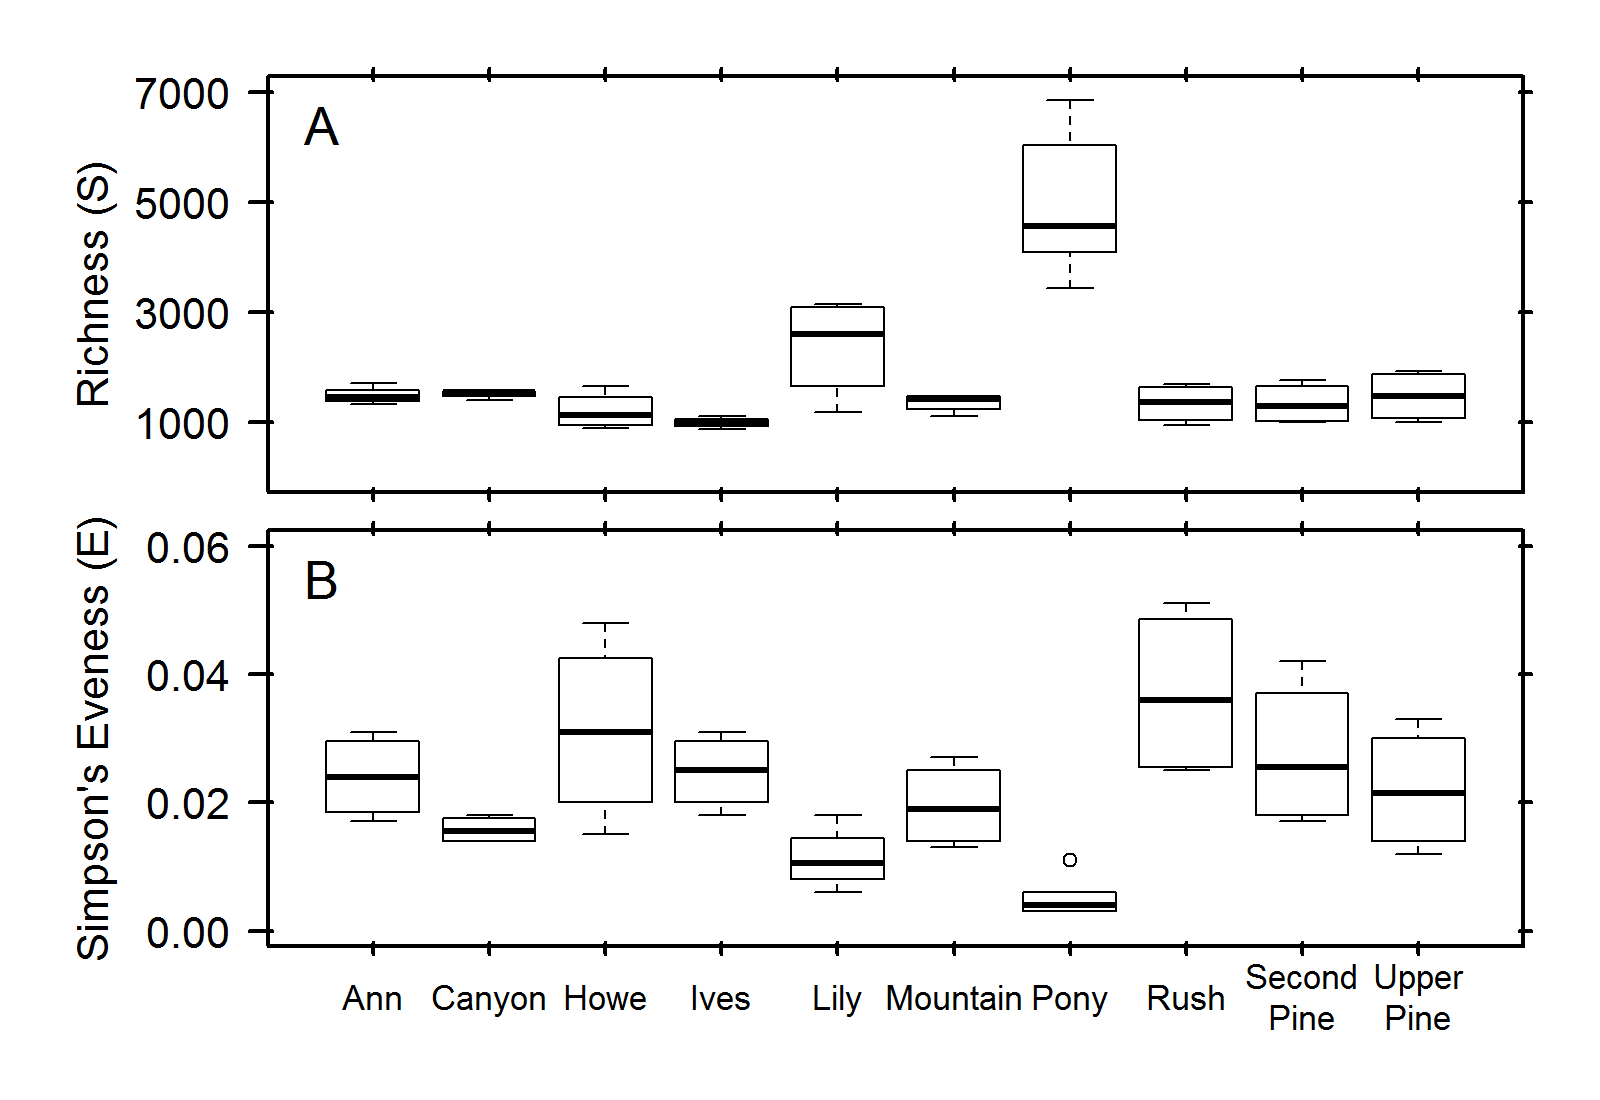 A
Richness (S)
7000
5000
3000
1000
B
Simpson's Eveness (E)
0.06
0.04
0.02
0.00
Ann Canyon Howe Ives Lily Mountain Pony Rush Second Pine Upper Pine